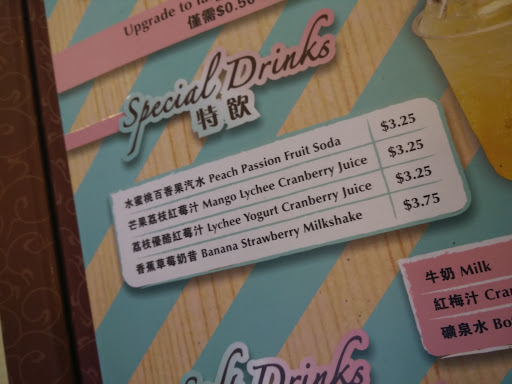 Upgrade to
僅需$0.50
Special Drinks
特飲
水蜜桃百香果汽水 Peach Passion Fruit Soda $3.25
芒果荔枝紅莓汁 Mango Lychee Cranberry Juice $3.25
荔枝優酪紅莓汁 Lychee Yogurt Cranberry Juice $3.25
香蕉草莓奶昔 Banana Strawberry Milkshake $3.75
牛奶 Milk
紅梅汁
礦泉水
Drinks